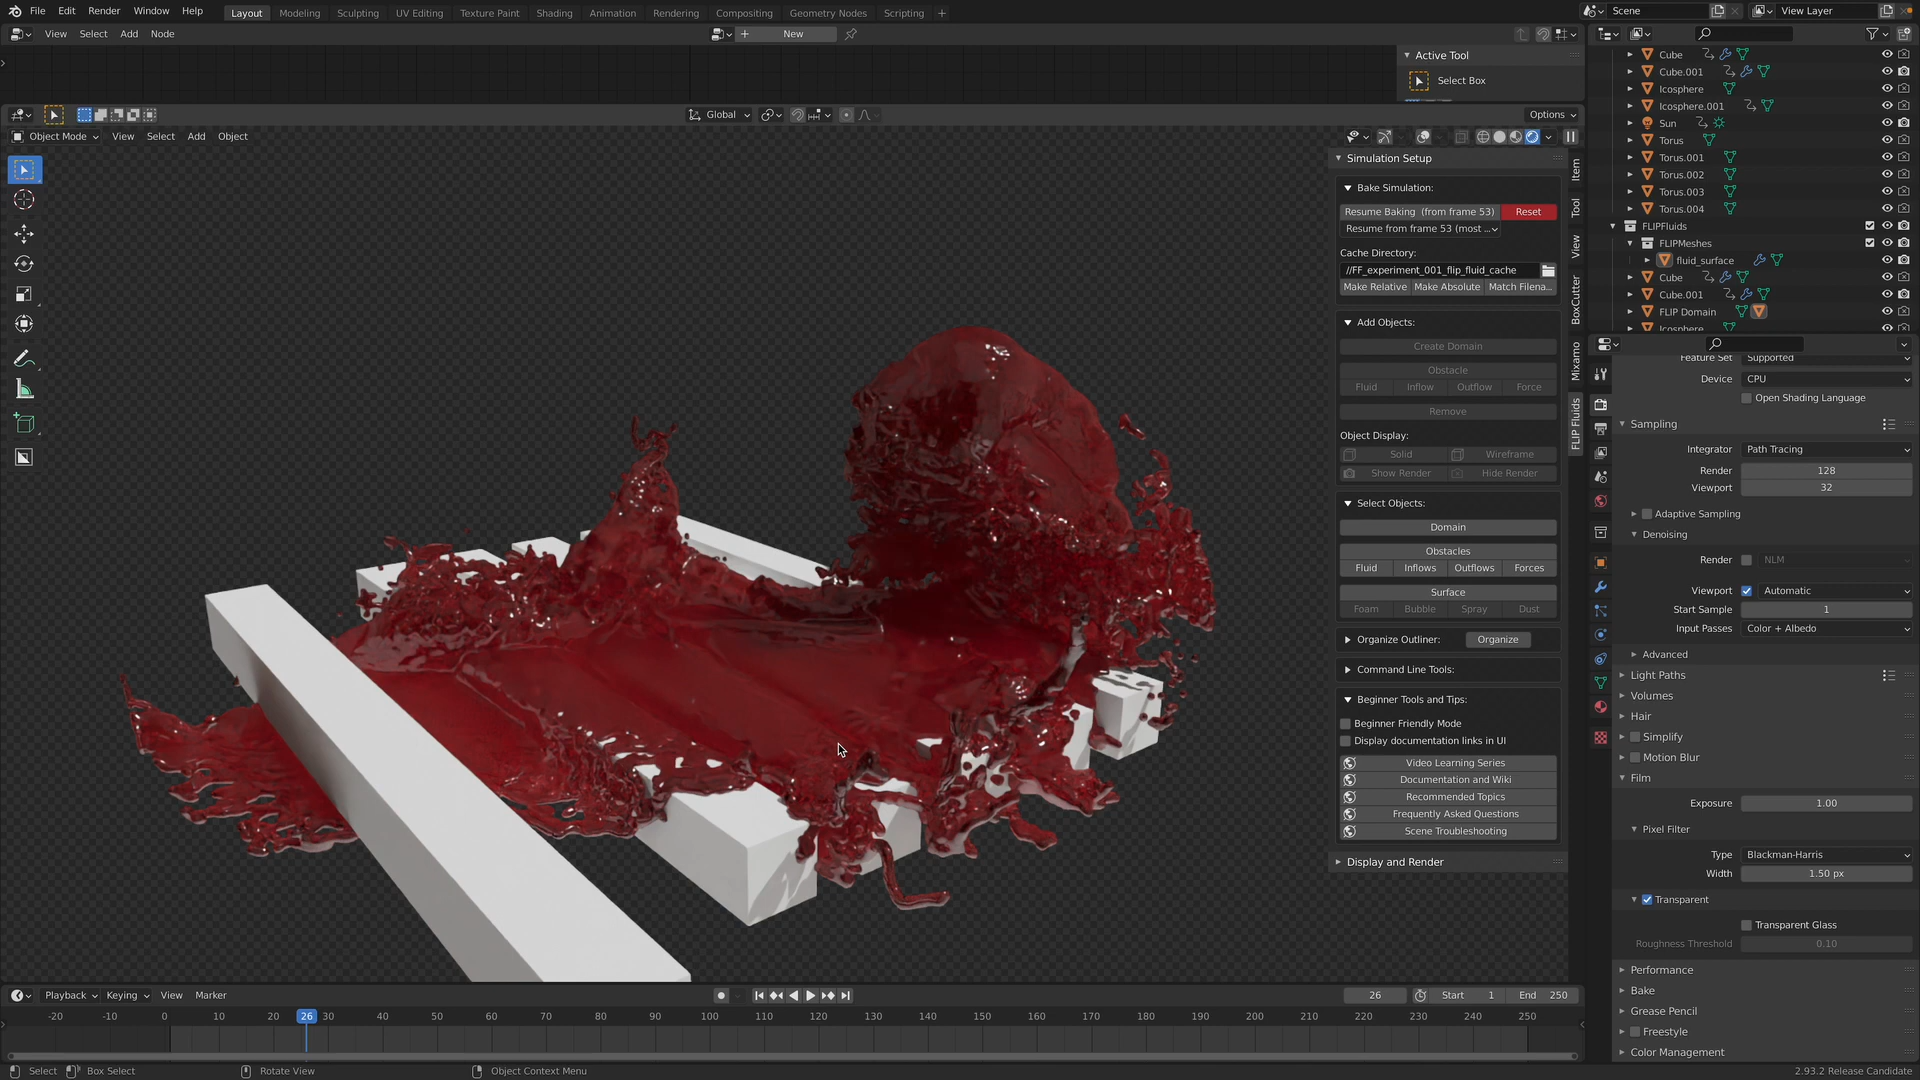 File Edit Render Window Help Layout Modeling Sculpting UV Editing Texture Paint Shading Animation Rendering Compositing Geometry Nodes Scripting + Scene View Layer
View Select Add Node + New
Active Tool
Select Box
Global Options
Object Mode View Select Add Object
Simulation Setup
Bake Simulation:
Resume Baking (from frame 53) Reset
Resume from frame 53 (most ...
Cache Directory:
//FF_experiment_001_flip_fluid_cache
Make Relative Make Absolute Match Filena...
Add Objects:
Create Domain
Obstacle
Fluid Inflow Outflow Force
Remove
Object Display:
Solid Wireframe
Show Render Hide Render
Select Objects:
Domain
Obstacles
Fluid Inflows Outflows Forces
Surface
Foam Bubble Spray Dust
Organize Outliner: Organize
Command Line Tools:
Beginner Tools and Tips:
Beginner Friendly Mode
Display documentation links in UI
Video Learning Series
Documentation and Wiki
Recommended Topics
Frequently Asked Questions
Scene Troubleshooting
Display and Render
Item
Tool
View
BoxCutter
Mixamo
FLIP Fluids
Cube
Cube.001
Icosphere
Icosphere.001
Sun
Torus
Torus.001
Torus.002
Torus.003
Torus.004
FLIPFluids
FLIPMeshes
fluid_surface
Cube
Cube.001
FLIP Domain
Icosphere
Feature Set Supported
Device CPU
Open Shading Language
Sampling
Integrator Path Tracing
Render 128
Viewport 32
Adaptive Sampling
Denoising
Render NLM
Viewport Automatic
Start Sample 1
Input Passes Color + Albedo
Advanced
Light Paths
Volumes
Hair
Simplify
Motion Blur
Film
Exposure 1.00
Pixel Filter
Type Blackman-Harris
Width 1.50 px
Transparent
Transparent Glass
Roughness Threshold 0.10
Performance
Bake
Grease Pencil
Freestyle
Color Management
Playback Keying View Marker 26 Start 1 End 250
-20 -10 0 10 20 26 30 40 50 60 70 80 90 100 110 120 130 140 150 160 170 180 190 200 210 220 230 240 250
Select Box Select Rotate View Object Context Menu 2.93.2 Release Candidate